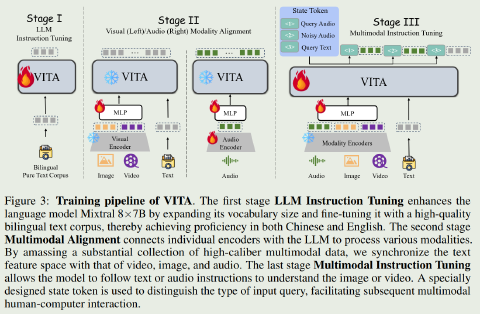 Stage I
LLM
Instruction Tuning
VITA
Bilingual
Pure Text Corpus
Stage II
Visual (Left)/Audio (Right) Modality Alignment
... ...
VITA
MLP
Visual
Encoder
Image
Video
Text
... ...
VITA
MLP
Audio
Encoder
Audio
State Token
<1> Query Audio
<2> Noisy Audio
<3> Query Text
Stage III
Multimodal Instruction Tuning
<1>
<2>
<3>
VITA
MLP
Modality Encoders
Audio
Image
Video
Text
Figure 3: Training pipeline of VITA. The first stage LLM Instruction Tuning enhances the
language model Mixtral 8×7B by expanding its vocabulary size and fine-tuning it with a high-quality
bilingual text corpus, thereby achieving proficiency in both Chinese and English. The second stage
Multimodal Alignment connects individual encoders with the LLM to process various modalities.
By amassing a substantial collection of high-caliber multimodal data, we synchronize the text
feature space with that of video, image, and audio. The last stage Multimodal Instruction Tuning
allows the model to follow text or audio instructions to understand the image or video. A specially
designed state token is used to distinguish the type of input query, facilitating subsequent multimodal
human-computer interaction.